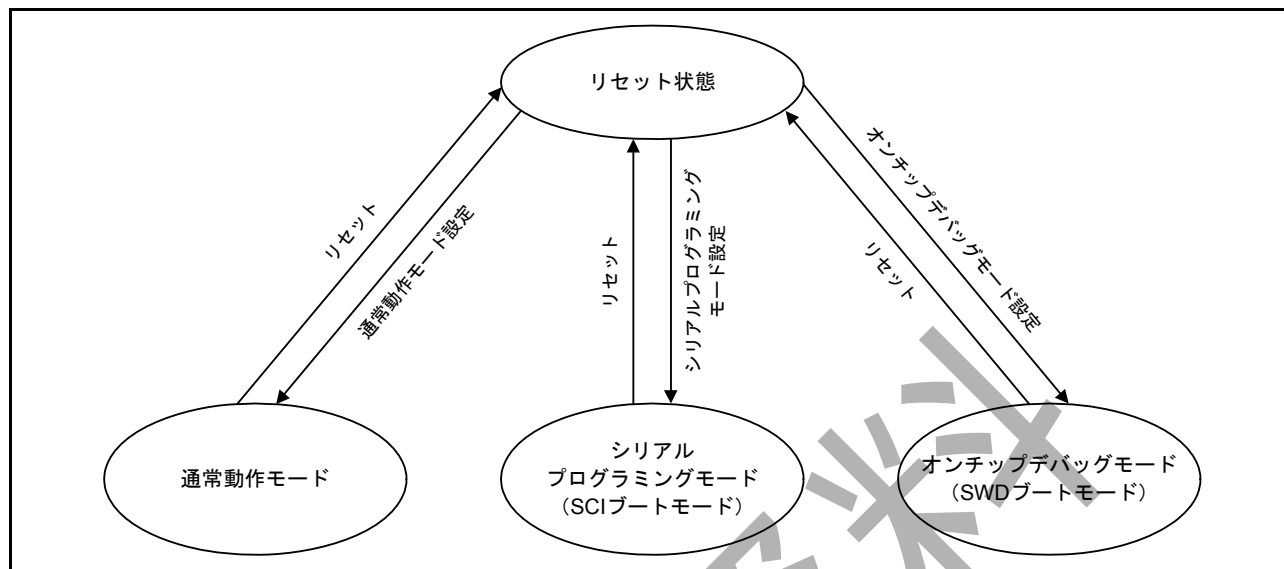 リセット状態
リセット
通常動作モード設定
リセット
シリアルプログラミング
モード設定
オンチップデバッグモード設定
リセット
通常動作モード
シリアル
プログラミングモード
（SCIブートモード）
オンチップデバッグモード
（SWDブートモード）
料